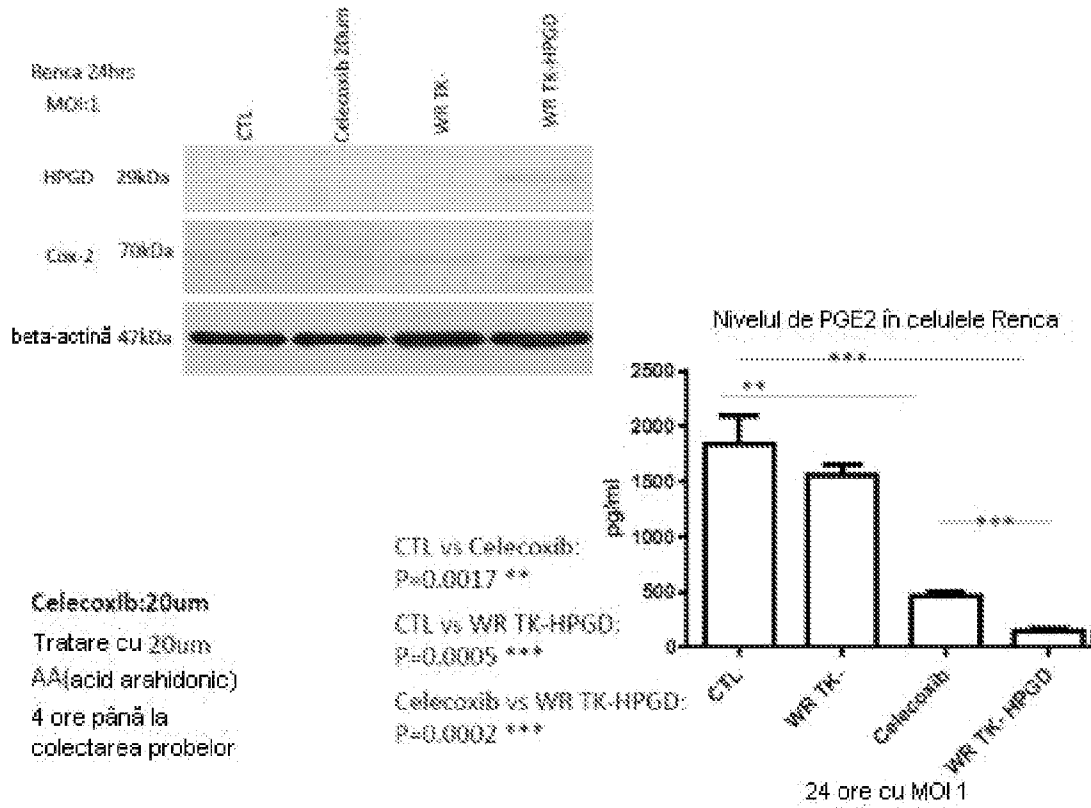 Renca 24hrs
MOI:1
CTL
Celecoxib 20um
WR TK-
WR TK-HPGD
HPGD 29kDa
Cox-2 70kDa
beta-actină 47kDa
Nivelul de PGE2 în celulele Renca
***
**
***
2500
2000
1500
1000
500
0
pg/ml
CTL
WR TK-
Celecoxib
WR TK- HPGD
24 ore cu MOI 1
CTL vs Celecoxib:
P=0.0017 **
CTL vs WR TK-HPGD:
P=0.0005 ***
Celecoxib vs WR TK-HPGD:
P=0.0002 ***
Celecoxib:20um
Tratare cu 20um
AA(acid arahidonic)
4 ore până la
colectarea probelor